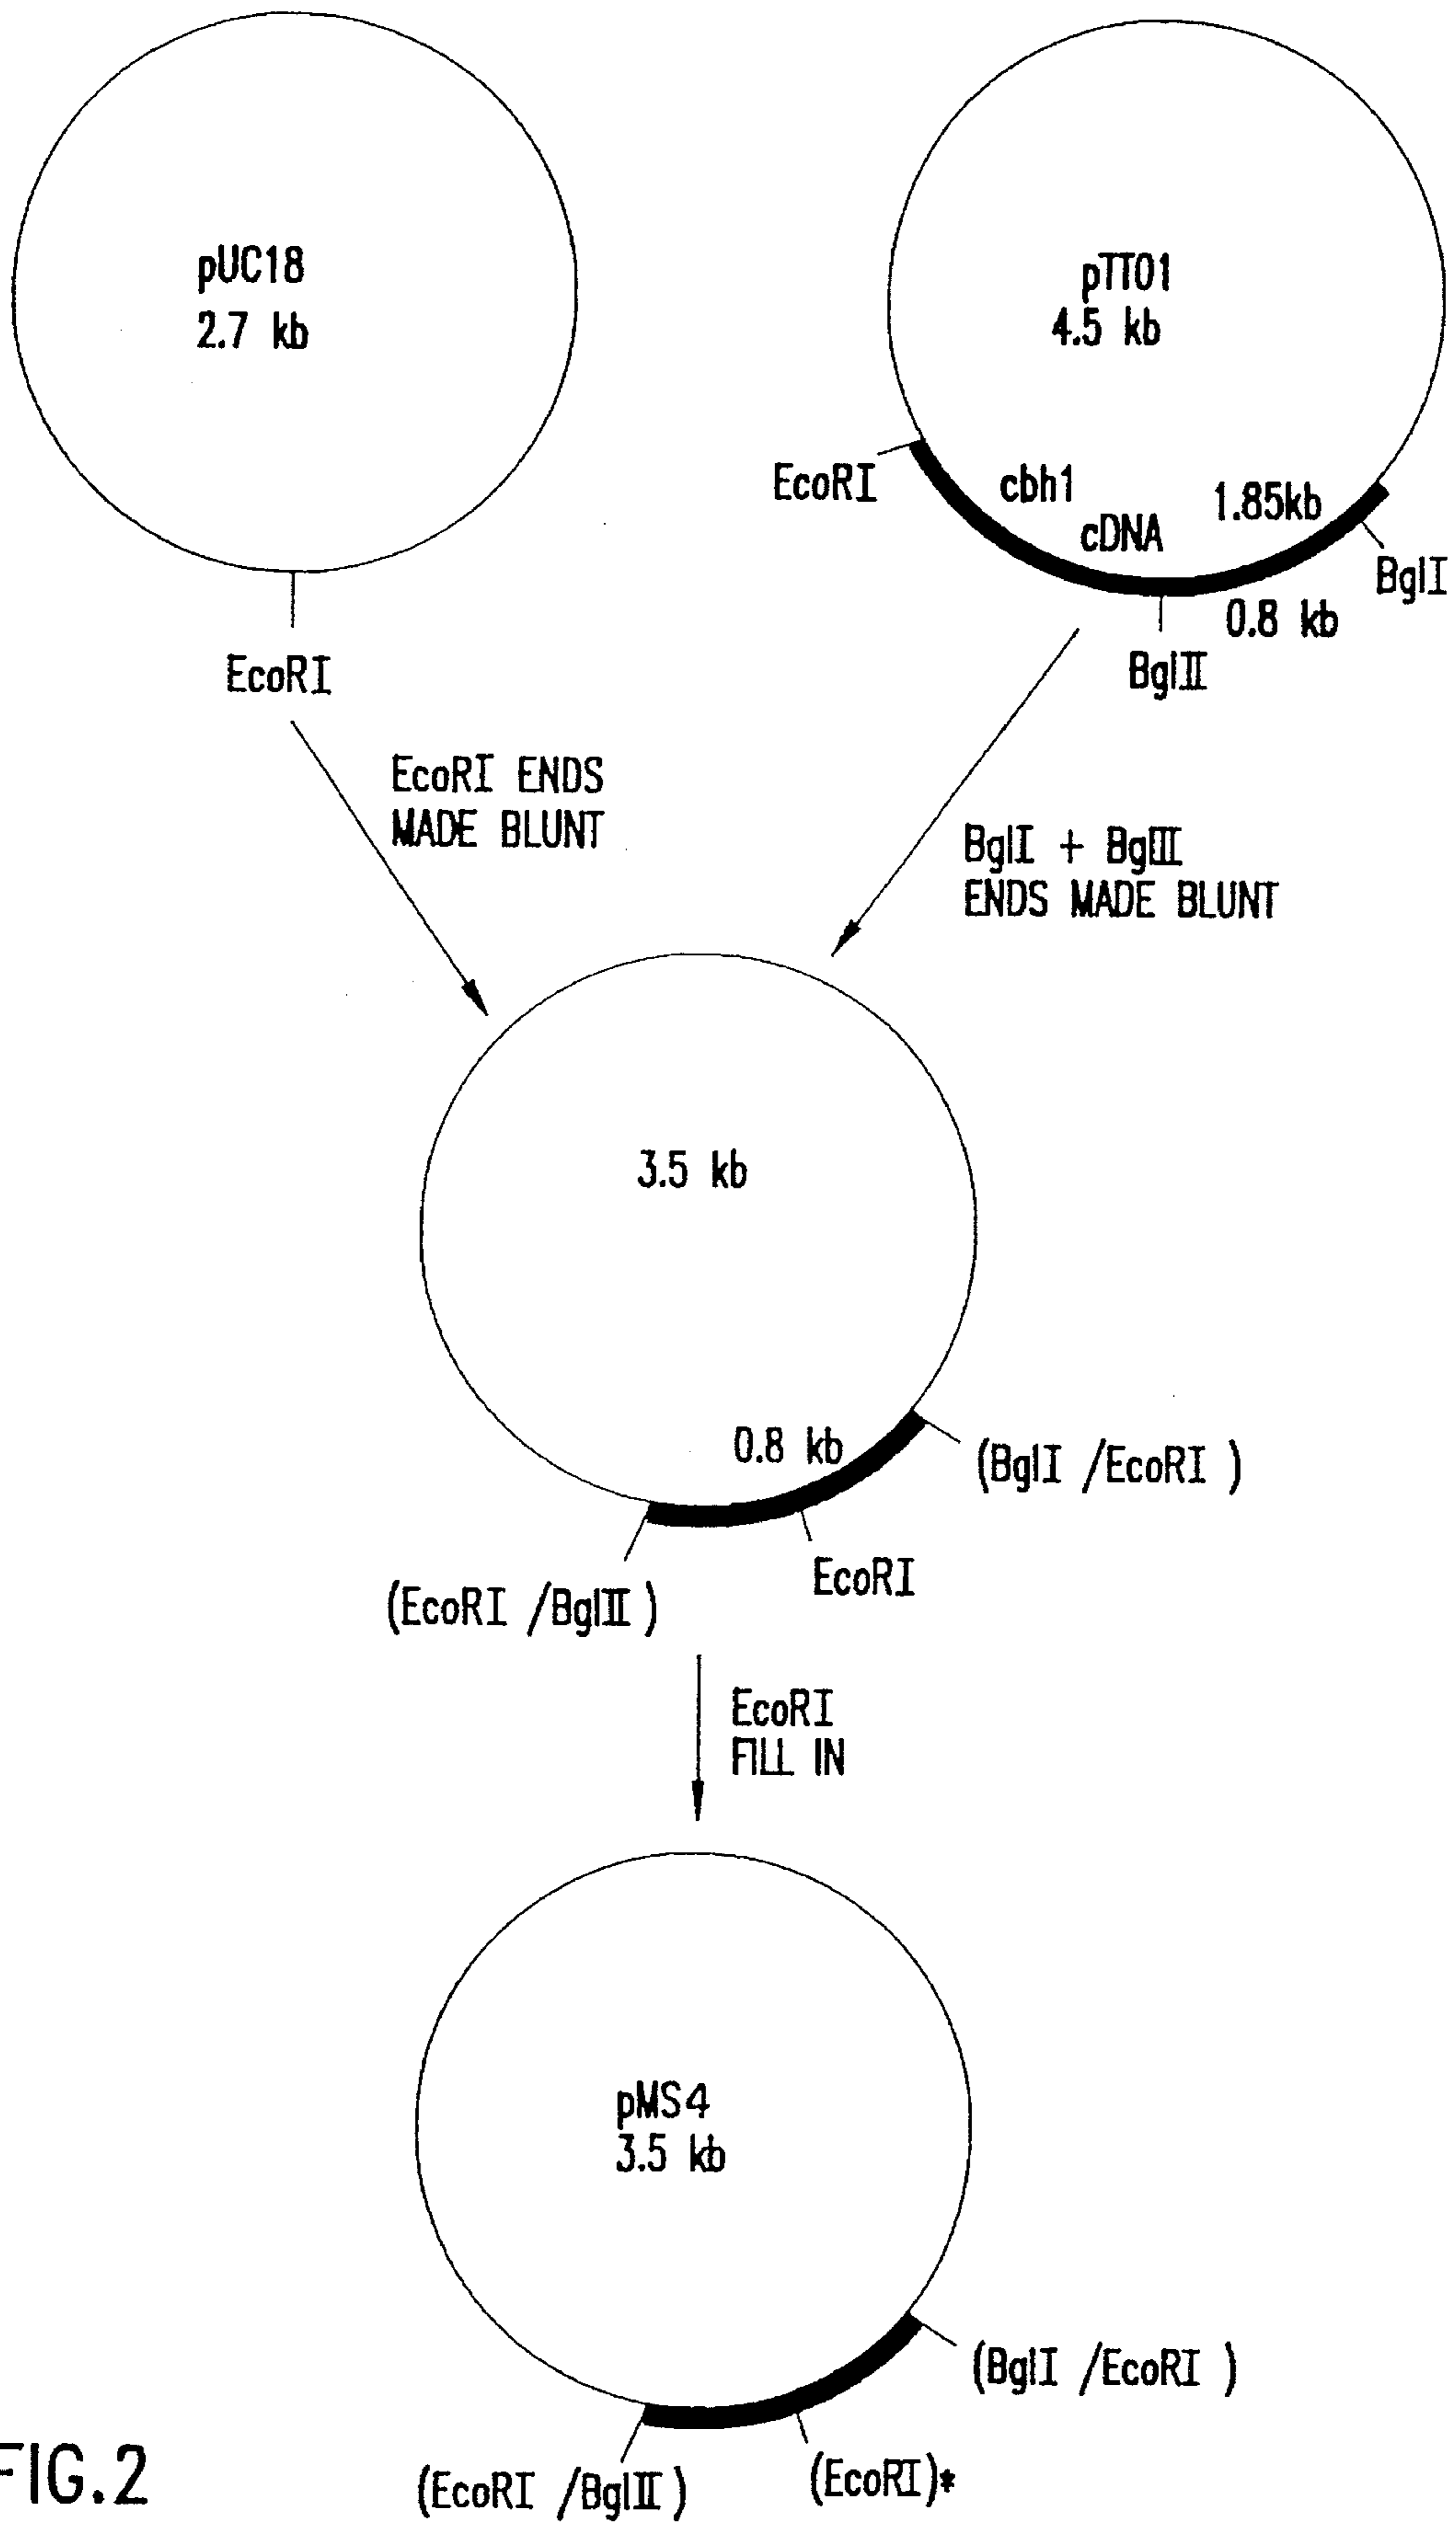 pUC18
2.7 kb
EcoRI
pTT01
4.5 kb
EcoRI
cbh1
cDNA
1.85kb
BglI
0.8 kb
BglII
EcoRI ENDS
MADE BLUNT
BglI + BglII
ENDS MADE BLUNT
3.5 kb
0.8 kb
(BglI /EcoRI )
EcoRI
(EcoRI /BglII )
EcoRI
FILL IN
pMS4
3.5 kb
(BglI /EcoRI )
(EcoRI)*
(EcoRI /BglII )
FIG.2